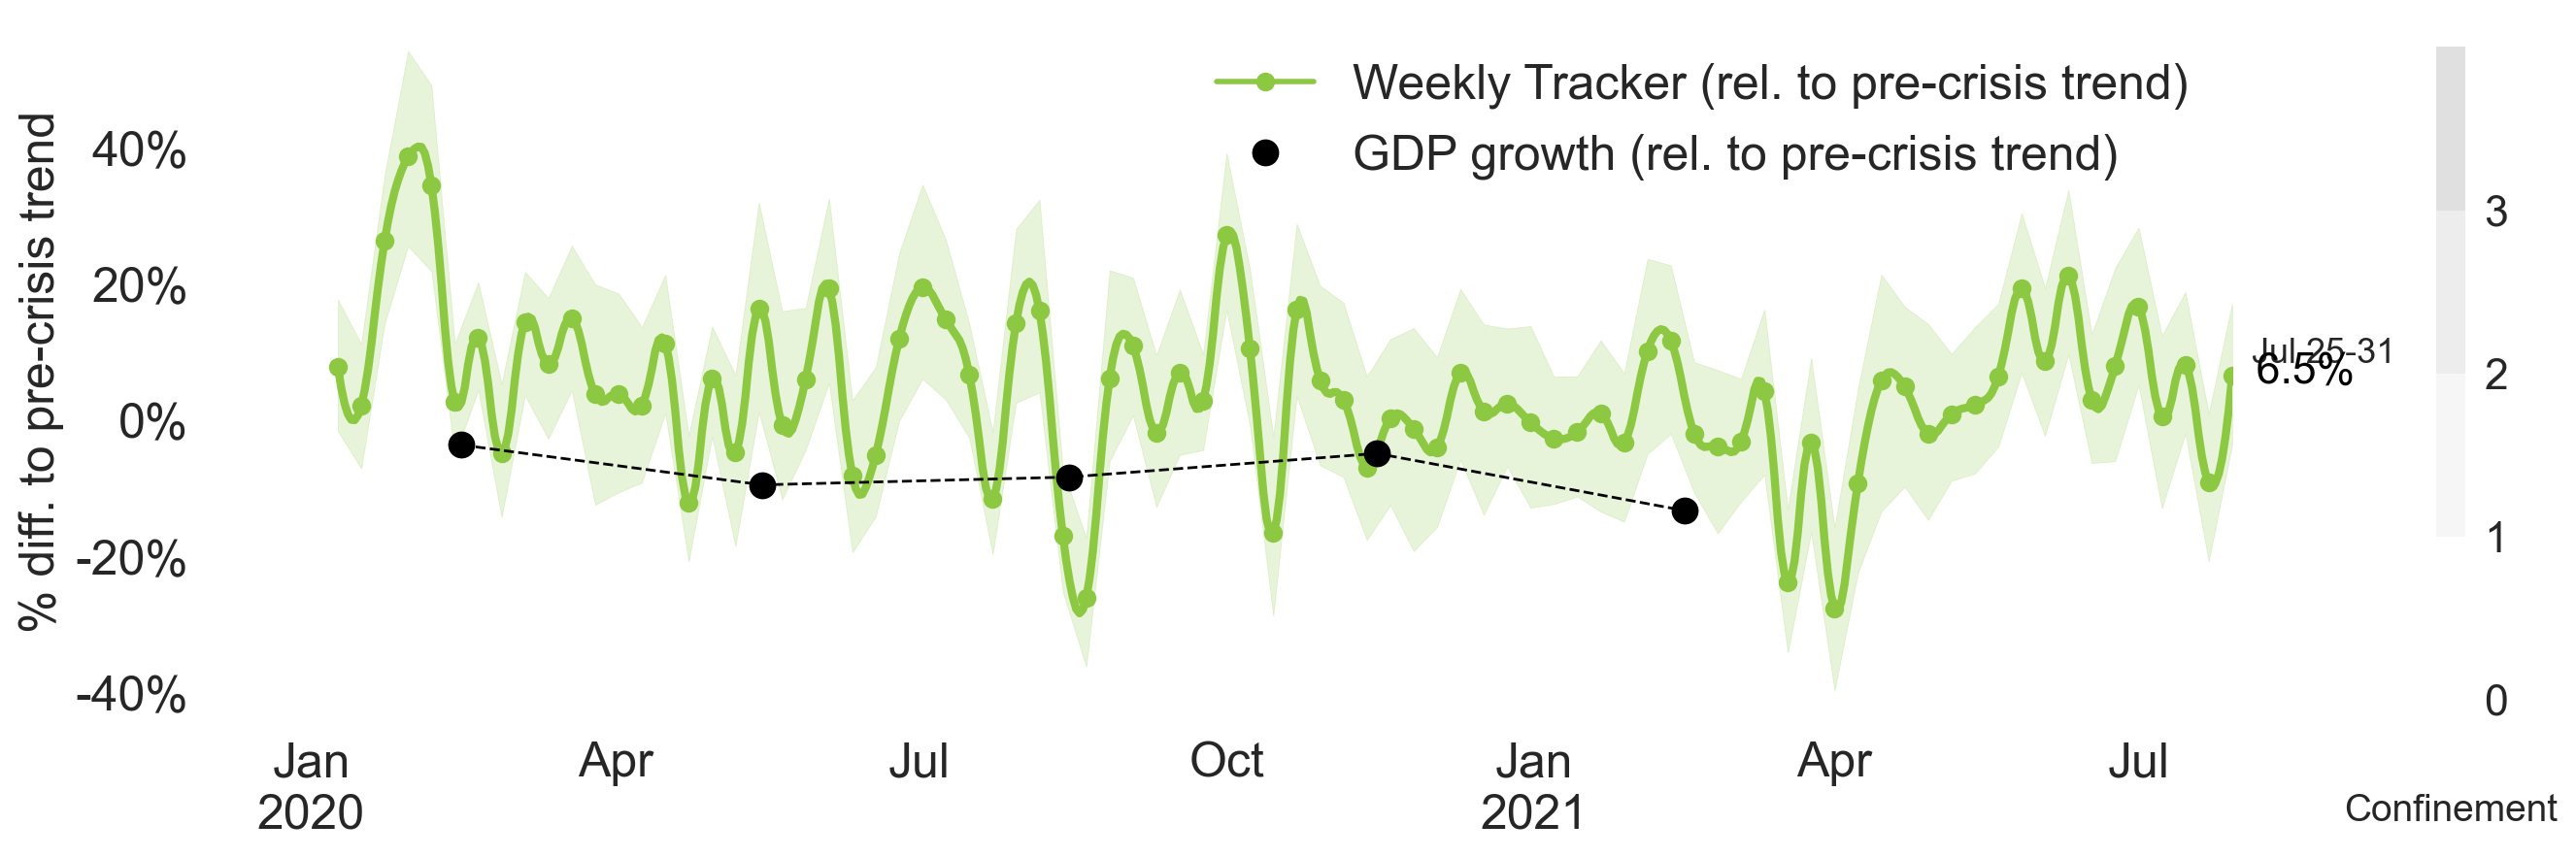 Weekly Tracker (rel. to pre-crisis trend)
GDP growth (rel. to pre-crisis trend)
% diff. to pre-crisis trend
40%
20%
0%
-20%
-40%
Jul 25-31
6.5%
3
2
1
0
Jan Apr Jul Oct Jan Apr Jul
2020 2021
Confinement